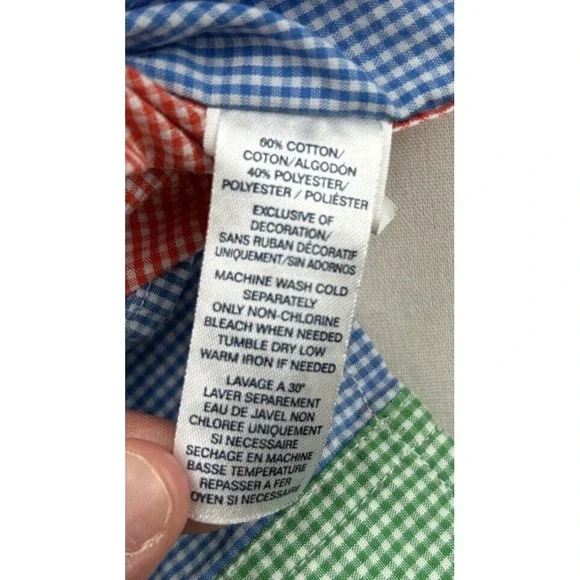 60% COTTON/
COTON/ALGODÓN
40% POLYESTER/
POLYESTER / POLIÉSTER
EXCLUSIVE OF
DECORATION/
SANS RUBAN DÉCORATIF
UNIQUEMENT/SIN ADORNOS
MACHINE WASH COLD
SEPARATELY
ONLY NON-CHLORINE
BLEACH WHEN NEEDED
TUMBLE DRY LOW
WARM IRON IF NEEDED
LAVAGE A 30°
LAVER SEPAREMENT
EAU DE JAVEL NON
CHLOREE UNIQUEMENT
SI NECESSAIRE
SECHAGE EN MACHINE
BASSE TEMPERATURE
REPASSER A FER
OYEN SI NECESSAIRE